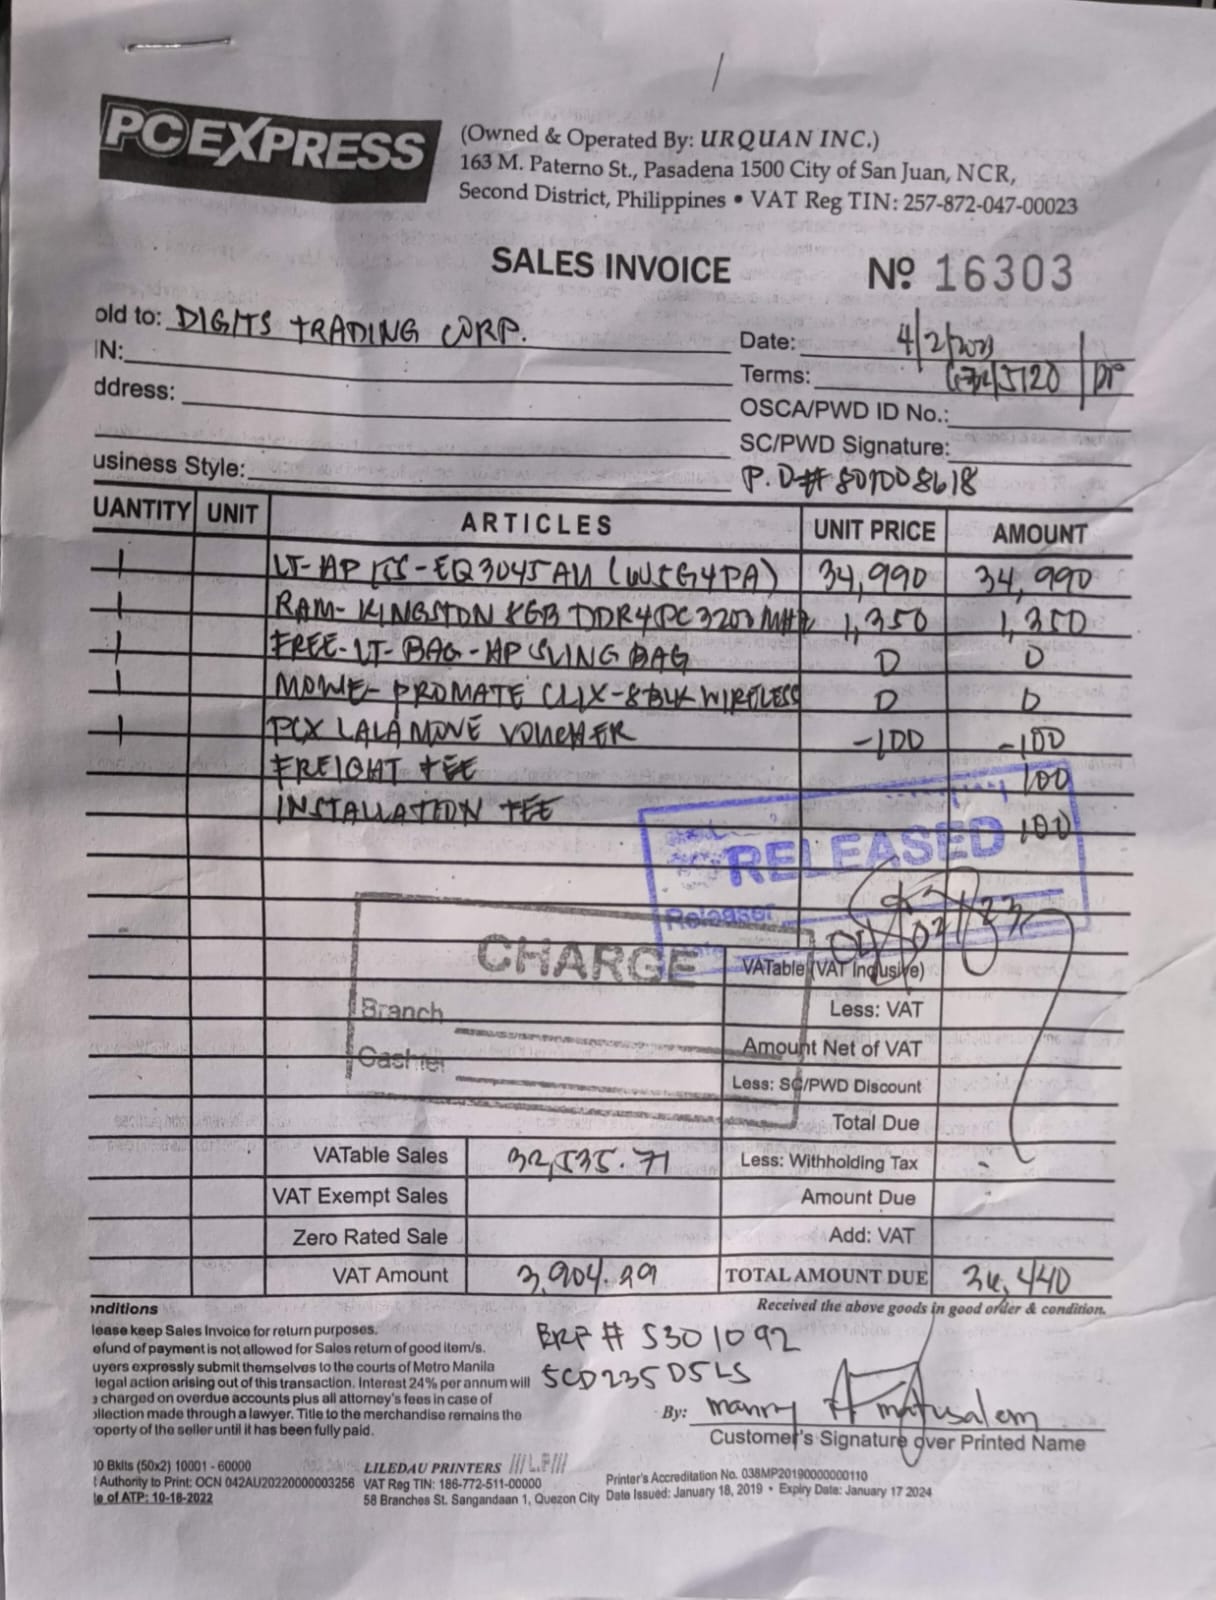 PCEXPRESS
(Owned & Operated By: URQUAN INC.)
163 M. Paterno St., Pasadena 1500 City of San Juan, NCR,
Second District, Philippines • VAT Reg TIN: 257-872-047-00023
SALES INVOICE
Nº 16303
old to: DIGITS TRADING CORP.
Date: 4/2/2023
IN:
Terms: 5120
ddress:
OSCA/PWD ID No.:
SC/PWD Signature:
usiness Style:
P.O# 801008618
UANTITY UNIT ARTICLES UNIT PRICE AMOUNT
1 LT-HP 15S-EQ3045AU (6U5G4PA) 34,990 34,990
1 RAM-KINGSTON 8GB DDR4 PC3200MHZ 1,350 1,350
1 FREE-LT-BAG-HP SLING BAG 0 0
1 PROMATE CLIX-8 BLK WIRELESS 0 0
1 PCX LALAMOVE VOUCHER -100 -100
FREIGHT FEE 100
INSTALLATION FEE 100
RELEASED
Releaser
02/23
CHARGE
Branch
Cashier
VATable (VAT Inclusive)
Less: VAT
Amount Net of VAT
Less: SC/PWD Discount
Total Due
VATable Sales 32,535.71 Less: Withholding Tax -
VAT Exempt Sales Amount Due
Zero Rated Sale Add: VAT
VAT Amount 3,904.29 TOTAL AMOUNT DUE 36,440
Received the above goods in good order & condition.
onditions
lease keep Sales Invoice for return purposes.
efund of payment is not allowed for Sales return of good item/s.
uyers expressly submit themselves to the courts of Metro Manila
legal action arising out of this transaction. Interest 24% per annum will
e charged on overdue accounts plus all attorney's fees in case of
ollection made through a lawyer. Title to the merchandise remains the
operty of the seller until it has been fully paid.
BRP # 5301092
5CD235D5LS
By: manny matusalem
Customer's Signature over Printed Name
)0 Bklts (50x2) 10001 - 60000
t Authority to Print: OCN 042AU20220000003256
te of ATP: 10-18-2022
LILEDAU PRINTERS
VAT Reg TIN: 186-772-511-00000
58 Branches St. Sangandaan 1, Quezon City
Printer's Accreditation No. 038MP20190000000110
Date Issued: January 18, 2019 • Expiry Date: January 17 2024